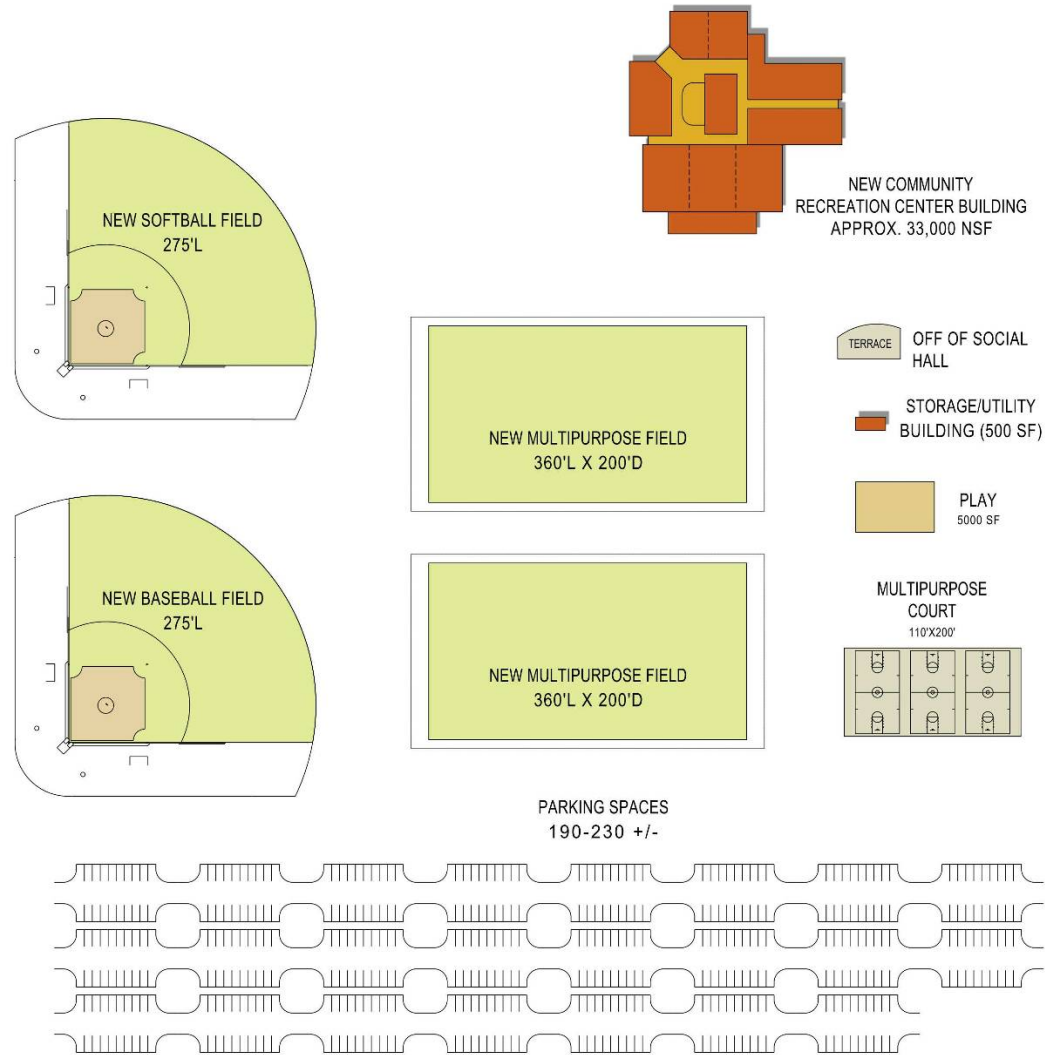 NEW COMMUNITY
RECREATION CENTER BUILDING
APPROX. 33,000 NSF
NEW SOFTBALL FIELD
275'L
TERRACE
OFF OF SOCIAL
HALL
STORAGE/UTILITY
BUILDING (500 SF)
NEW MULTIPURPOSE FIELD
360'L X 200'D
PLAY
5000 SF
NEW BASEBALL FIELD
275'L
MULTIPURPOSE
COURT
110'X200'
NEW MULTIPURPOSE FIELD
360'L X 200'D
PARKING SPACES
190-230 +/-